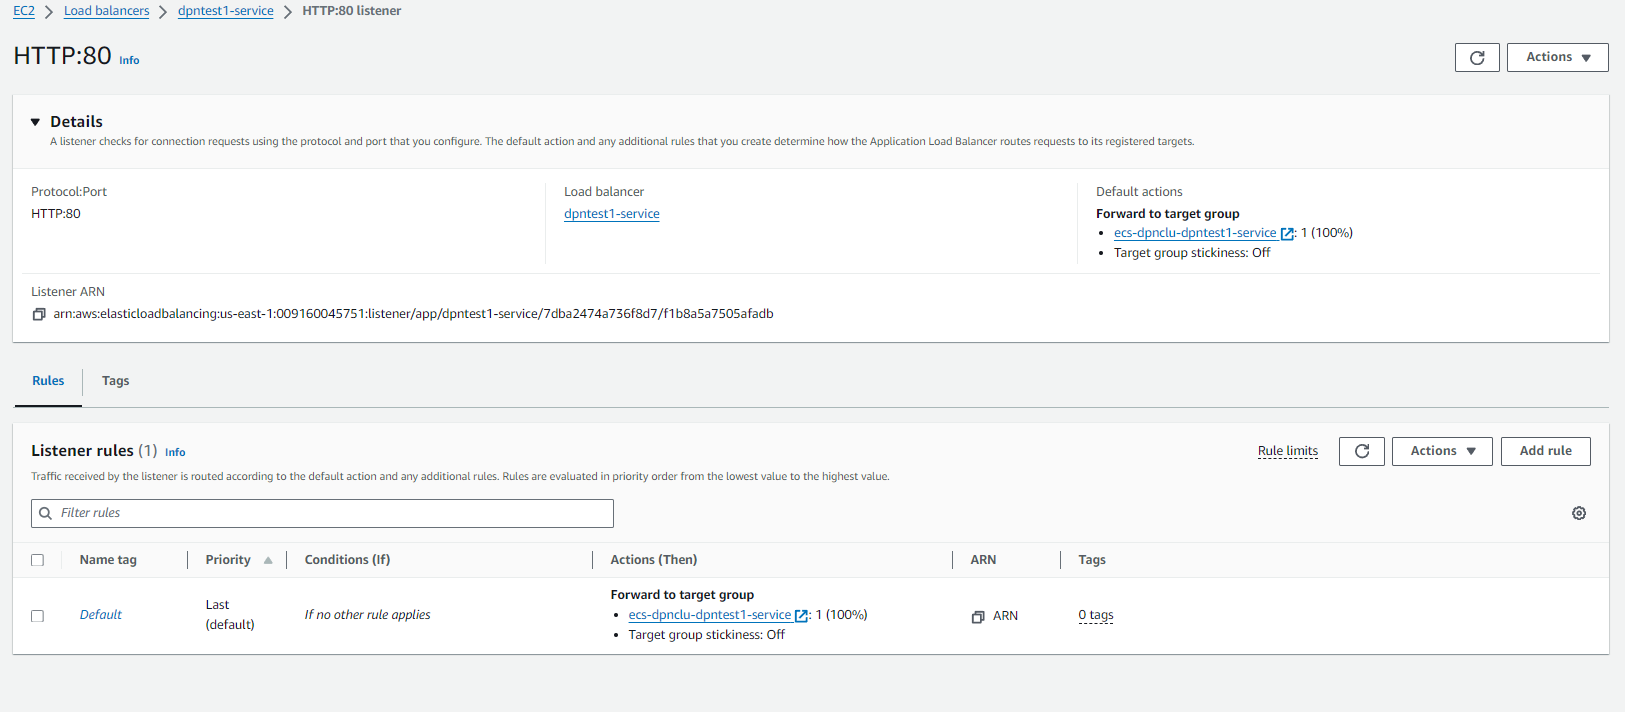 EC2 > Load balancers > dpntest1-service > HTTP:80 listener
HTTP:80 Info
Actions
Details
A listener checks for connection requests using the protocol and port that you configure. The default action and any additional rules that you create determine how the Application Load Balancer routes requests to its registered targets.
Protocol:Port
HTTP:80
Load balancer
dpntest1-service
Default actions
Forward to target group
• ecs-dpnclu-dpntest1-service : 1 (100%)
• Target group stickiness: Off
Listener ARN
arn:aws:elasticloadbalancing:us-east-1:009160045751:listener/app/dpntest1-service/7dba2474a736f8d7/f1b8a5a7505afadb
Rules Tags
Listener rules (1) Info
Rule limits Actions Add rule
Traffic received by the listener is routed according to the default action and any additional rules. Rules are evaluated in priority order from the lowest value to the highest value.
Filter rules
Name tag Priority Conditions (If) Actions (Then) ARN Tags
Default
Last
(default)
If no other rule applies
Forward to target group
• ecs-dpnclu-dpntest1-service : 1 (100%)
• Target group stickiness: Off
ARN
0 tags